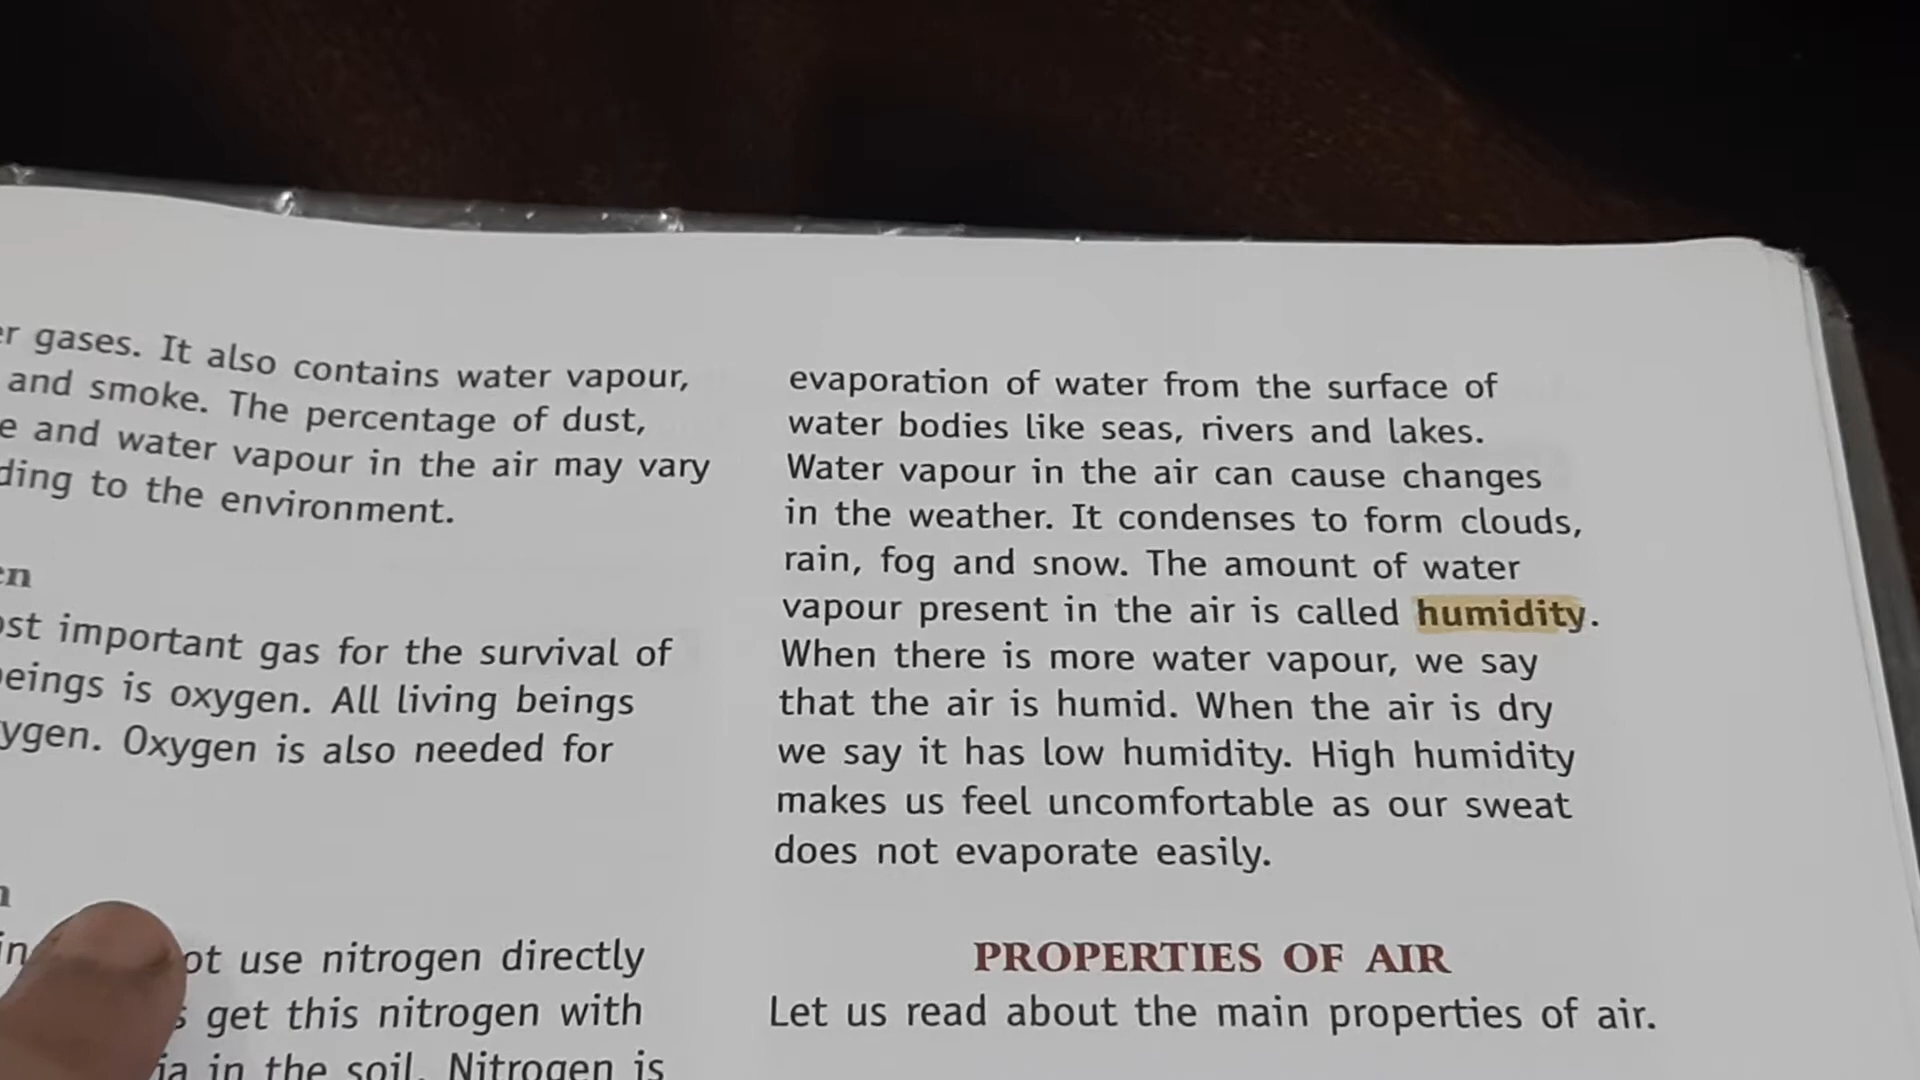 gases. It also contains water vapour,
and smoke. The percentage of dust,
and water vapour in the air may vary
to the environment.
important gas for the survival of
is oxygen. All living beings
Oxygen is also needed for
use nitrogen directly
get this nitrogen with
in the soil. Nitrogen is
evaporation of water from the surface of
water bodies like seas, rivers and lakes.
Water vapour in the air can cause changes
in the weather. It condenses to form clouds,
rain, fog and snow. The amount of water
vapour present in the air is called humidity.
When there is more water vapour, we say
that the air is humid. When the air is dry
we say it has low humidity. High humidity
makes us feel uncomfortable as our sweat
does not evaporate easily.
PROPERTIES OF AIR
Let us read about the main properties of air.